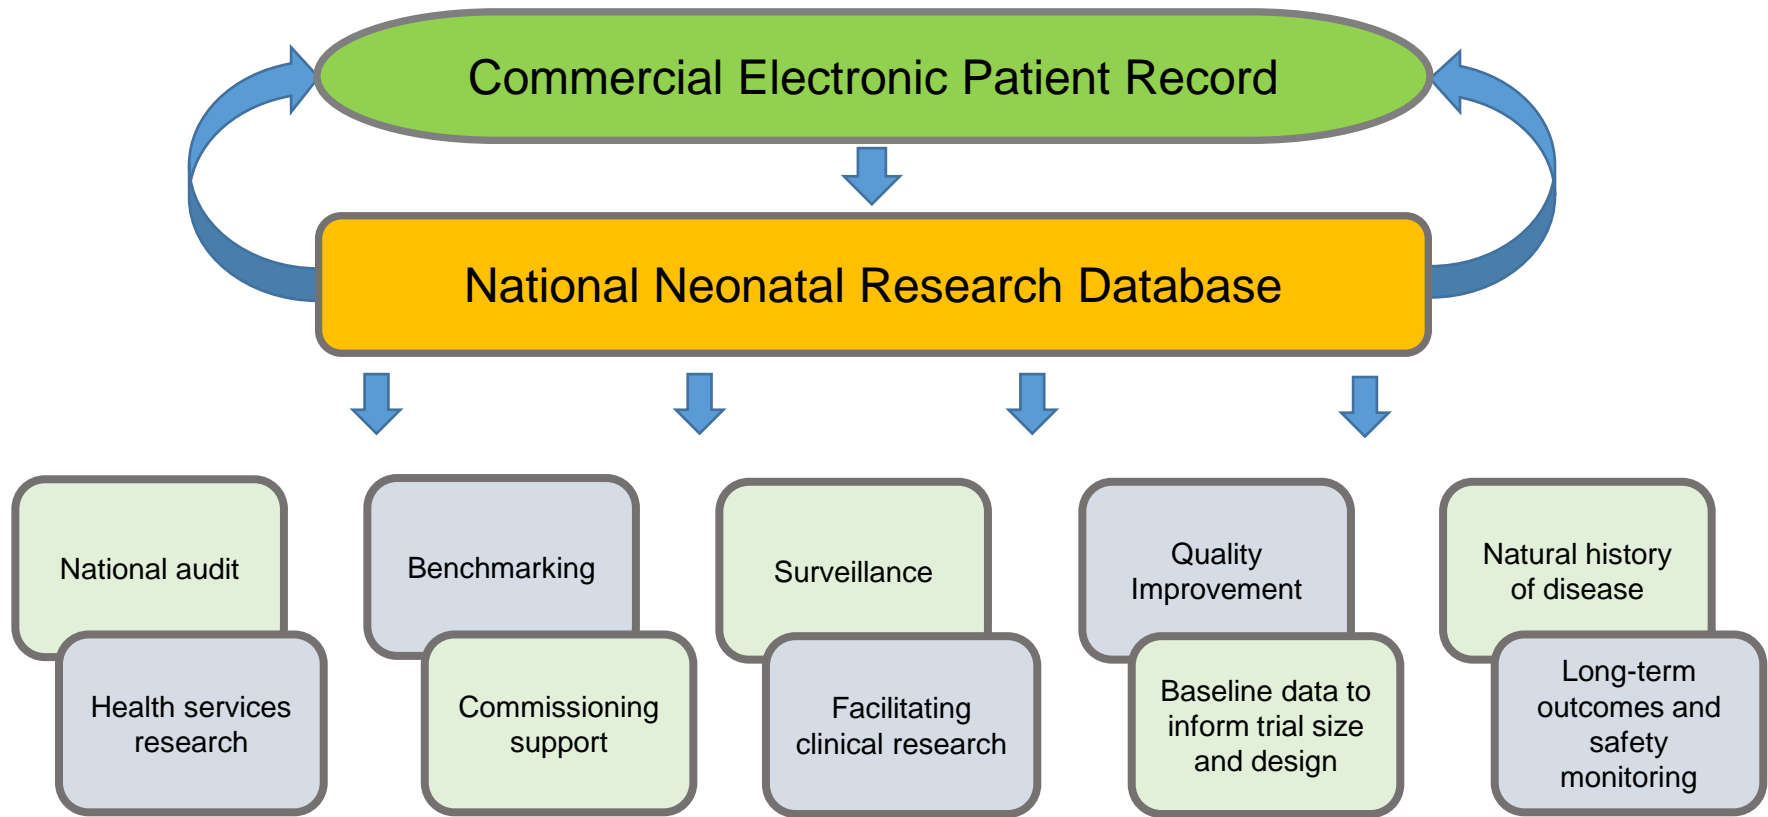 Commercial Electronic Patient Record
National Neonatal Research Database
National audit
Health services
research
Benchmarking
Commissioning
support
Surveillance
Facilitating
clinical research
Quality
Improvement
Baseline data to
inform trial size
and design
Natural history
of disease
Long-term
outcomes and
safety
monitoring